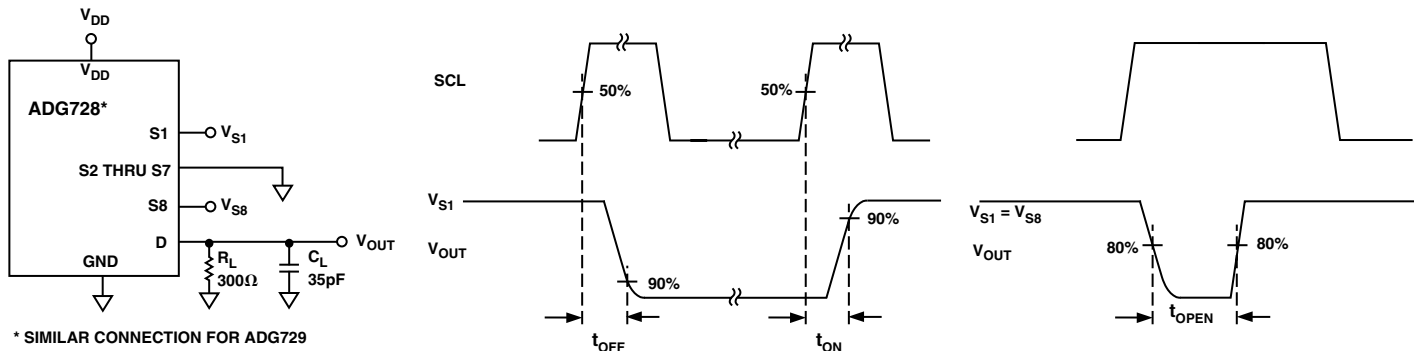 V_DD
V_DD
ADG728*
S1
V_S1
S2 THRU S7
S8
V_S8
D
V_OUT
GND
R_L
300Ω
C_L
35pF
* SIMILAR CONNECTION FOR ADG729
SCL
50%
50%
V_S1
V_OUT
90%
90%
t_OFF
t_ON
V_S1 = V_S8
V_OUT
80%
80%
t_OPEN